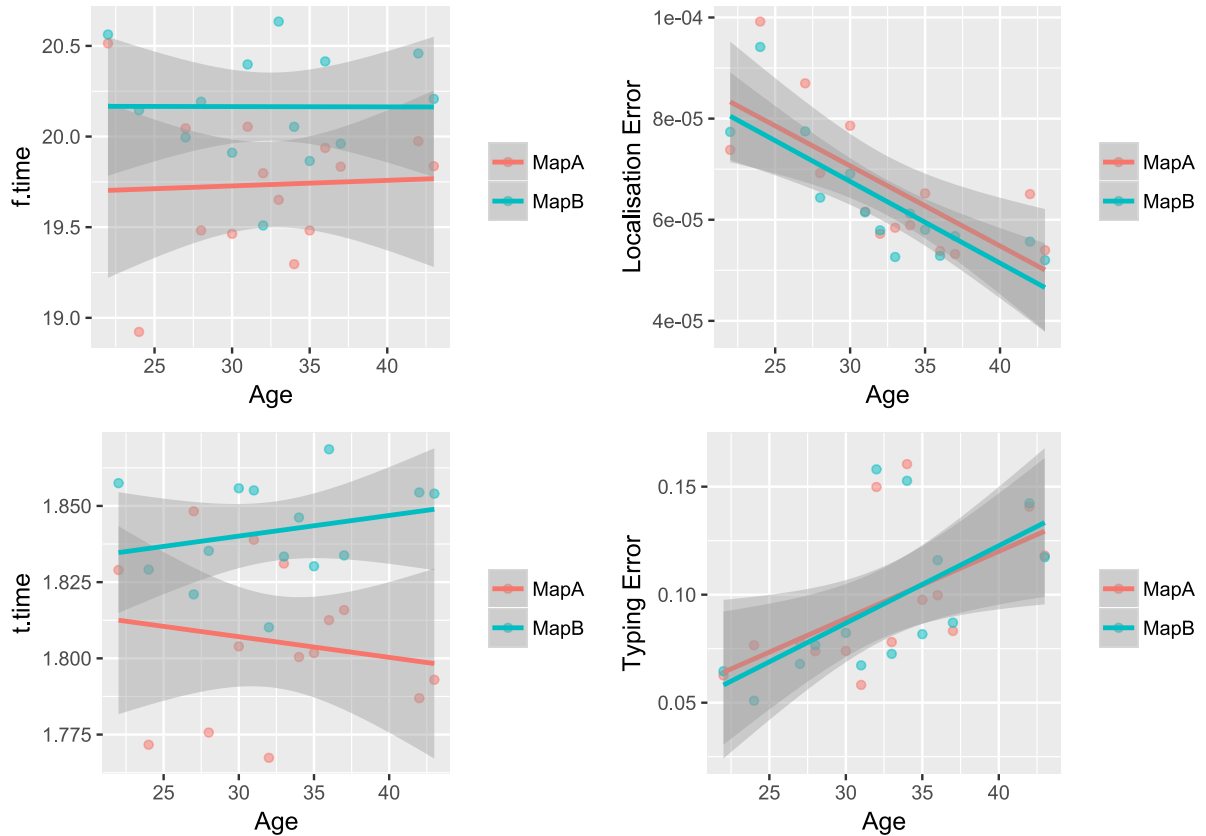 20.5
20.0
19.5
19.0
f.time
25 30 35 40
Age
MapA
MapB
1e-04
8e-05
6e-05
4e-05
Localisation Error
25 30 35 40
Age
MapA
MapB
1.850
1.825
1.800
1.775
t.time
25 30 35 40
Age
MapA
MapB
0.15
0.10
0.05
Typing Error
25 30 35 40
Age
MapA
MapB